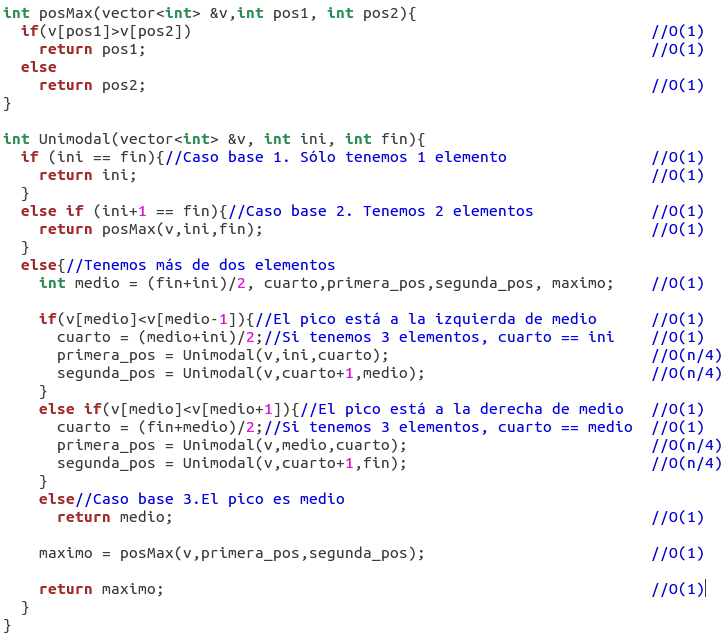 int posMax(vector<int> &v,int pos1, int pos2){
  if(v[pos1]>v[pos2])                                                   //O(1)
    return pos1;                                                        //O(1)
  else
    return pos2;                                                        //O(1)
}

int Unimodal(vector<int> &v, int ini, int fin){
  if (ini == fin){//Caso base 1. Sólo tenemos 1 elemento                //O(1)
    return ini;                                                         //O(1)
  }
  else if (ini+1 == fin){//Caso base 2. Tenemos 2 elementos             //O(1)
    return posMax(v,ini,fin);                                           //O(1)
  }
  else{//Tenemos más de dos elementos
    int medio = (fin+ini)/2, cuarto,primera_pos,segunda_pos, maximo;    //O(1)

    if(v[medio]<v[medio-1]){//El pico está a la izquierda de medio      //O(1)
      cuarto = (medio+ini)/2;//Si tenemos 3 elementos, cuarto == ini    //O(1)
      primera_pos = Unimodal(v,ini,cuarto);                             //O(n/4)
      segunda_pos = Unimodal(v,cuarto+1,medio);                         //O(n/4)
    }
    else if(v[medio]<v[medio+1]){//El pico está a la derecha de medio   //O(1)
      cuarto = (fin+medio)/2;//Si tenemos 3 elementos, cuarto == medio  //O(1)
      primera_pos = Unimodal(v,medio,cuarto);                           //O(n/4)
      segunda_pos = Unimodal(v,cuarto+1,fin);                           //O(n/4)
    }
    else//Caso base 3.El pico es medio
      return medio;                                                     //O(1)

    maximo = posMax(v,primera_pos,segunda_pos);                         //O(1)

    return maximo;                                                      //O(1)
  }
}